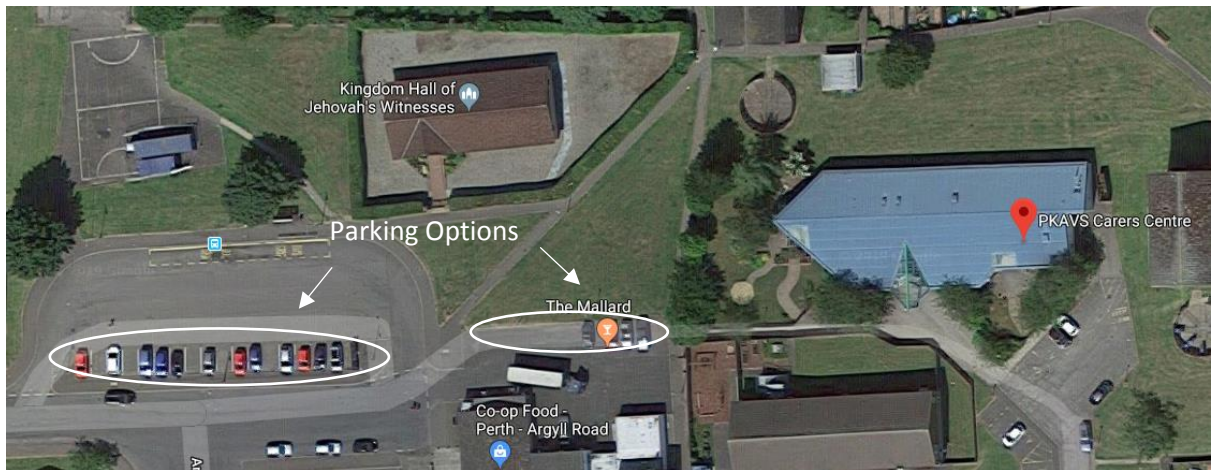 Kingdom Hall of
Jehovah's Witnesses
Parking Options
PKAVS Carers Centre
The Mallard
Co-op Food -
Perth - Argyll Road